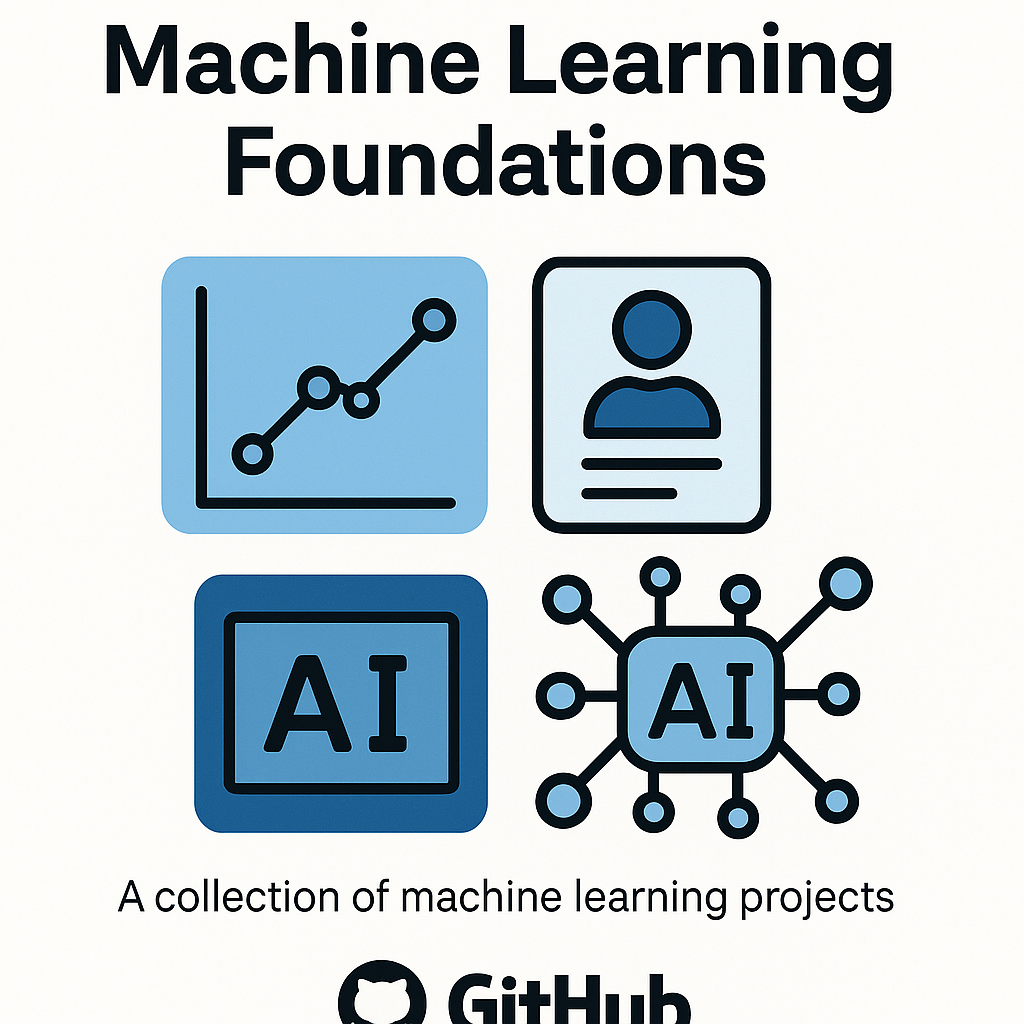 Machine Learning
Foundations
AI
AI
A collection of machine learning projects
GitHub